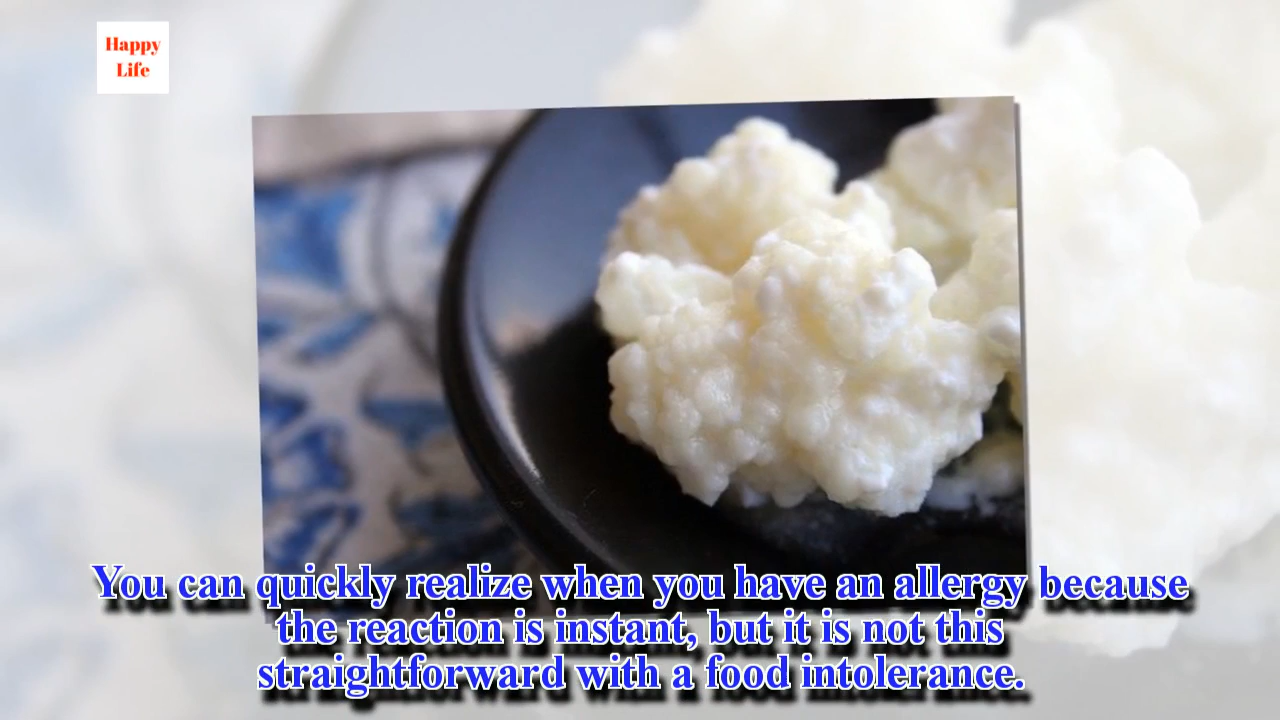 Happy
Life
You can quickly realize when you have an allergy because
the reaction is instant, but it is not this
straightforward with a food intolerance.